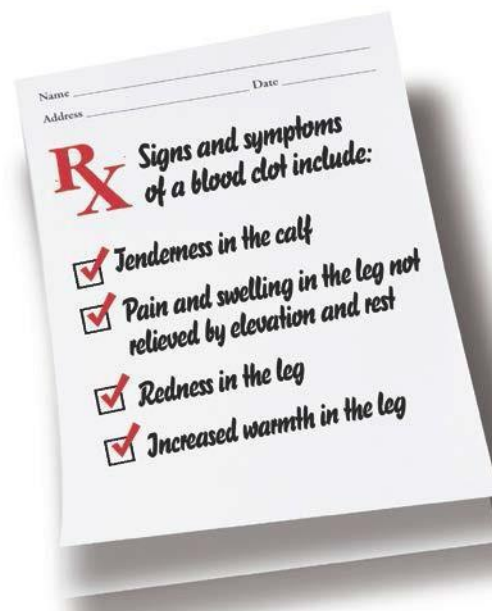 Name
Address Date
Rx Signs and symptoms
of a blood clot include:
Tenderness in the calf
Pain and swelling in the leg not
relieved by elevation and rest
Redness in the leg
Increased warmth in the leg